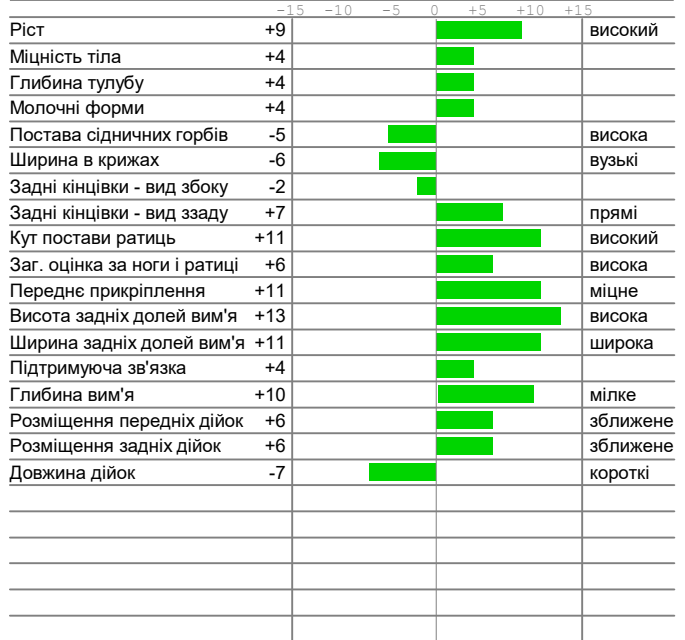 -15 -10 -5 0 +5 +10 +15
Ріст +9 високий
Міцність тіла +4
Глибина тулубу +4
Молочні форми +4
Постава сідничних горбів -5 висока
Ширина в крижах -6 вузькі
Задні кінцівки - вид збоку -2
Задні кінцівки - вид ззаду +7 прямі
Кут постави ратиць +11 високий
Заг. оцінка за ноги і ратиці +6 висока
Переднє прикріплення +11 міцне
Висота задніх долей вим'я +13 висока
Ширина задніх долей вим'я +11 широка
Підтримуюча зв'язка +4
Глибина вим'я +10 мілке
Розміщення передніх дійок +6 зближене
Розміщення задніх дійок +6 зближене
Довжина дійок -7 короткі